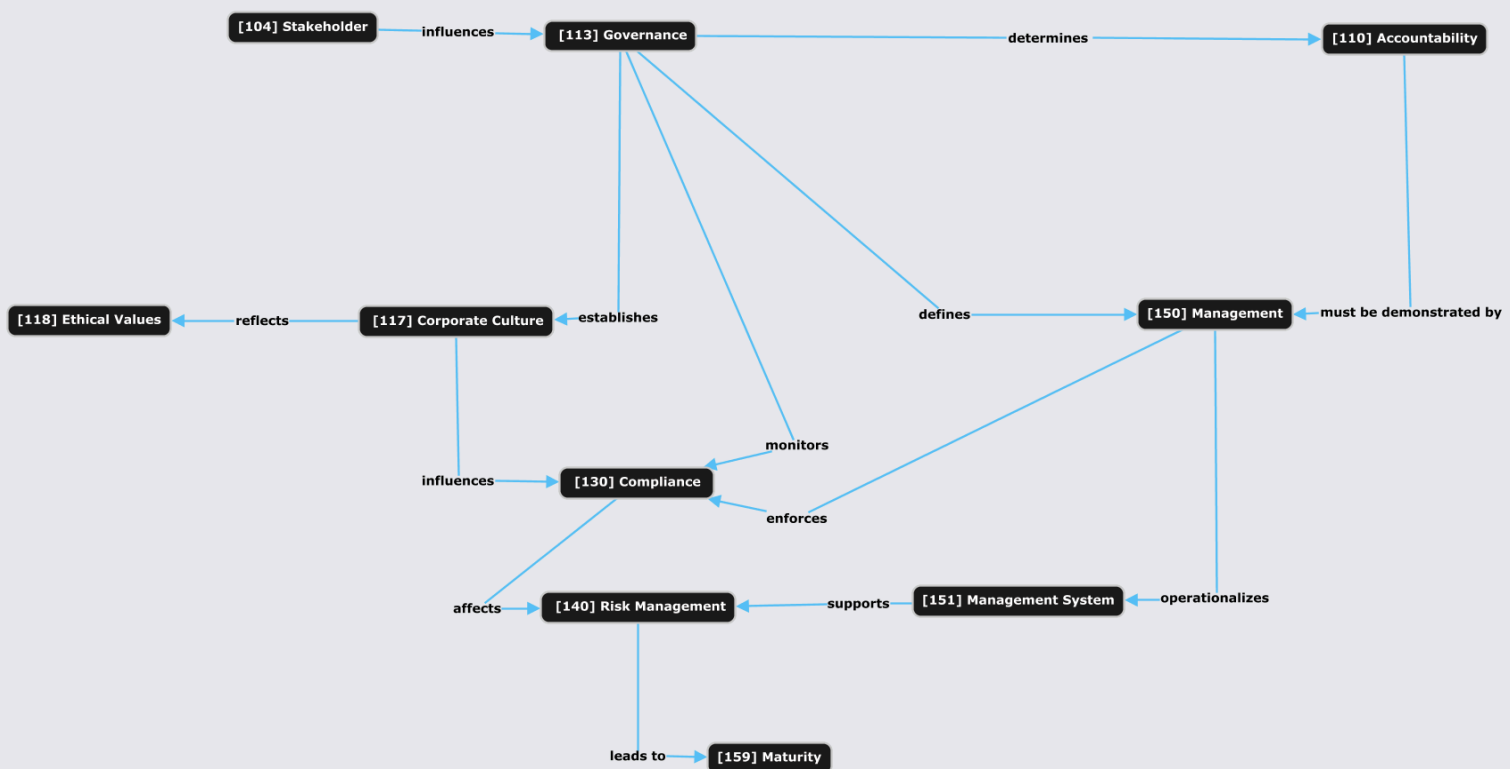 [104] Stakeholder
influences
[113] Governance
determines
[110] Accountability
[118] Ethical Values
reflects
[117] Corporate Culture
establishes
defines
[150] Management
must be demonstrated by
monitors
influences
[130] Compliance
enforces
affects
[140] Risk Management
supports
[151] Management System
operationalizes
leads to
[159] Maturity